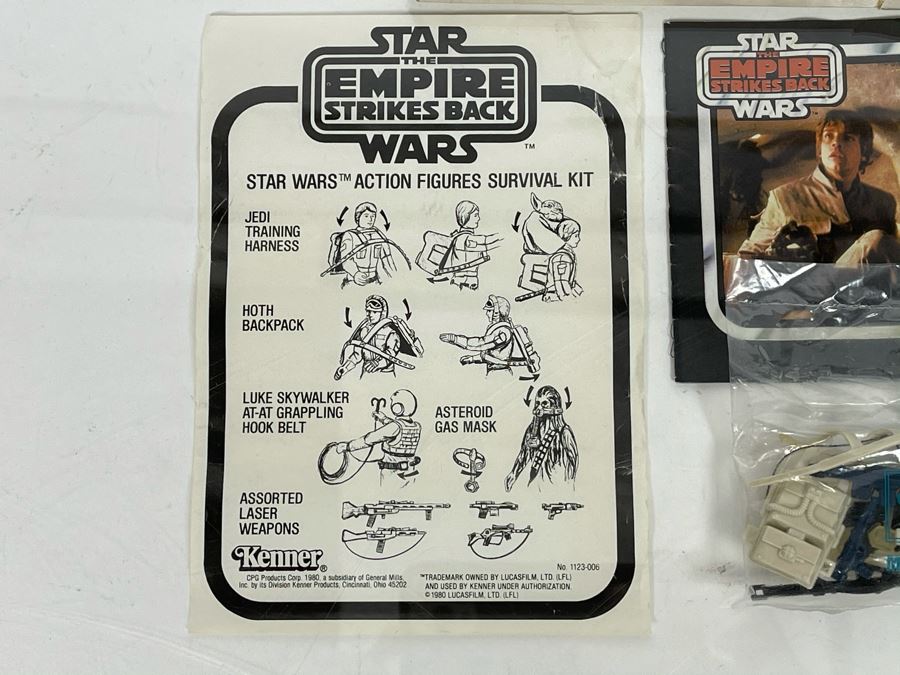 STAR
THE
EMPIRE
STRIKES BACK
WARS™
STAR WARS™ ACTION FIGURES SURVIVAL KIT
JEDI
TRAINING
HARNESS
HOTH
BACKPACK
LUKE SKYWALKER
AT-AT GRAPPLING
HOOK BELT
ASTEROID
GAS MASK
ASSORTED
LASER
WEAPONS
Kenner®
CPG Products Corp. 1980, a subsidiary of General Mills,
Inc. by its Division Kenner Products, Cincinnati, Ohio 45202
No. 1123-006
™TRADEMARK OWNED BY LUCASFILM, LTD. (LFL)
AND USED BY KENNER UNDER AUTHORIZATION.
© 1980 LUCASFILM, LTD. (LFL)
STAR
THE
EMPIRE
STRIKES BACK
WARS™